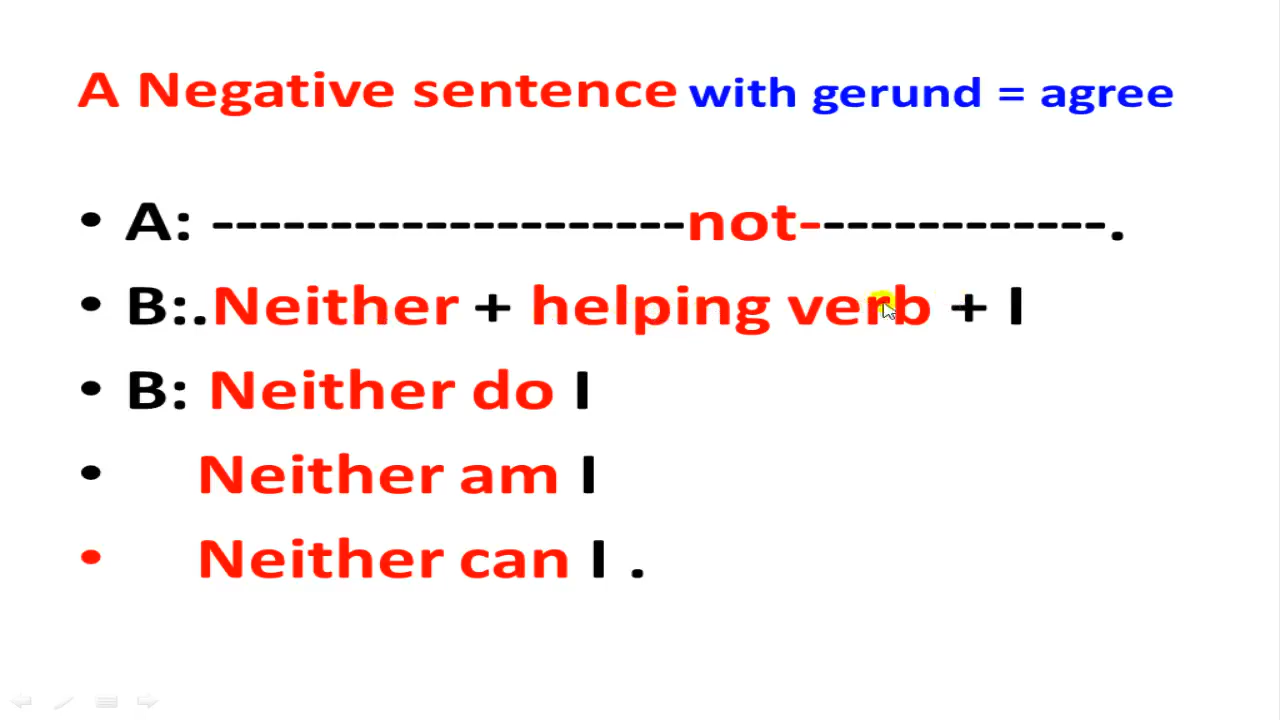 A Negative sentence with gerund = agree
• A: ---------------------not-------------.
• B:.Neither + helping verb + I
• B: Neither do I
• Neither am I
• Neither can I .